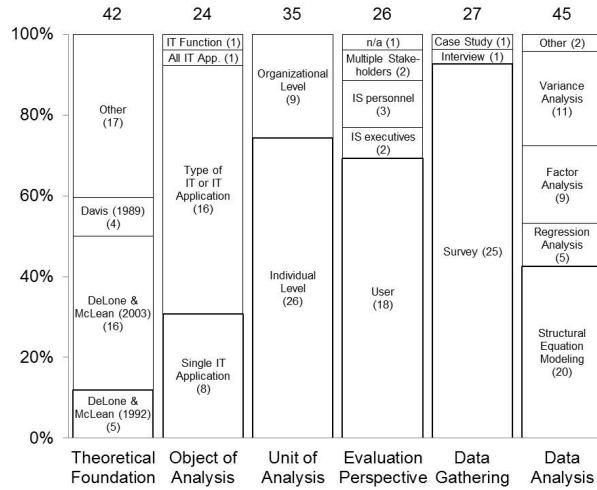 42
24
35
26
27
45
100%
80%
60%
40%
20%
0%
Other
(17)
Davis (1989)
(4)
DeLone &
McLean (2003)
(16)
DeLone &
McLean (1992)
(5)
IT Function (1)
All IT App. (1)
Type of
IT or IT
Application
(16)
Single IT
Application
(8)
Organizational
Level
(9)
Individual
Level
(26)
n/a (1)
Multiple Stake-
holders (2)
IS personnel
(3)
IS executives
(2)
User
(18)
Case Study (1)
Interview (1)
Survey (25)
Other (2)
Variance
Analysis
(11)
Factor
Analysis
(9)
Regression
Analysis
(5)
Structural
Equation
Modeling
(20)
Theoretical
Foundation
Object of
Analysis
Unit of
Analysis
Evaluation
Perspective
Data
Gathering
Data
Analysis